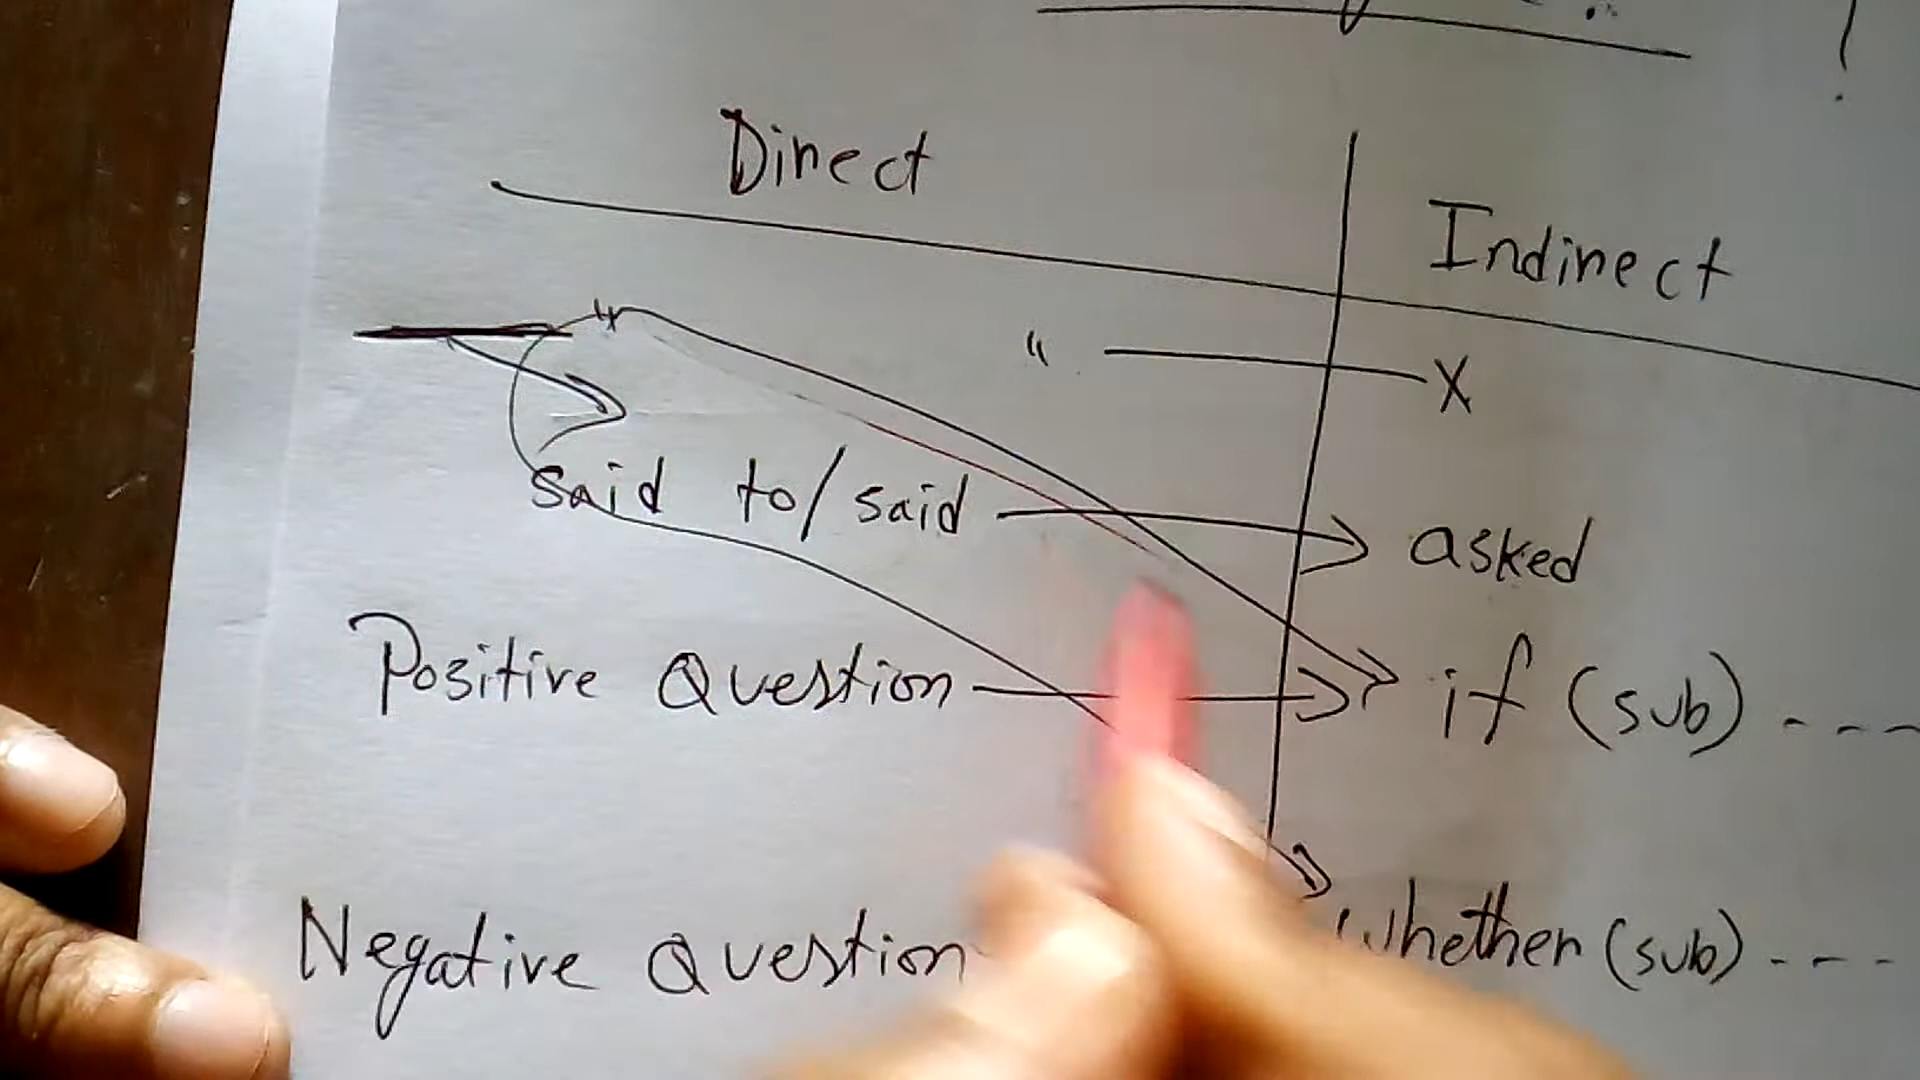 Direct
Indirect
" " X
said to/said asked
Positive Question if (sub) ----
Negative Question whether (sub) ---